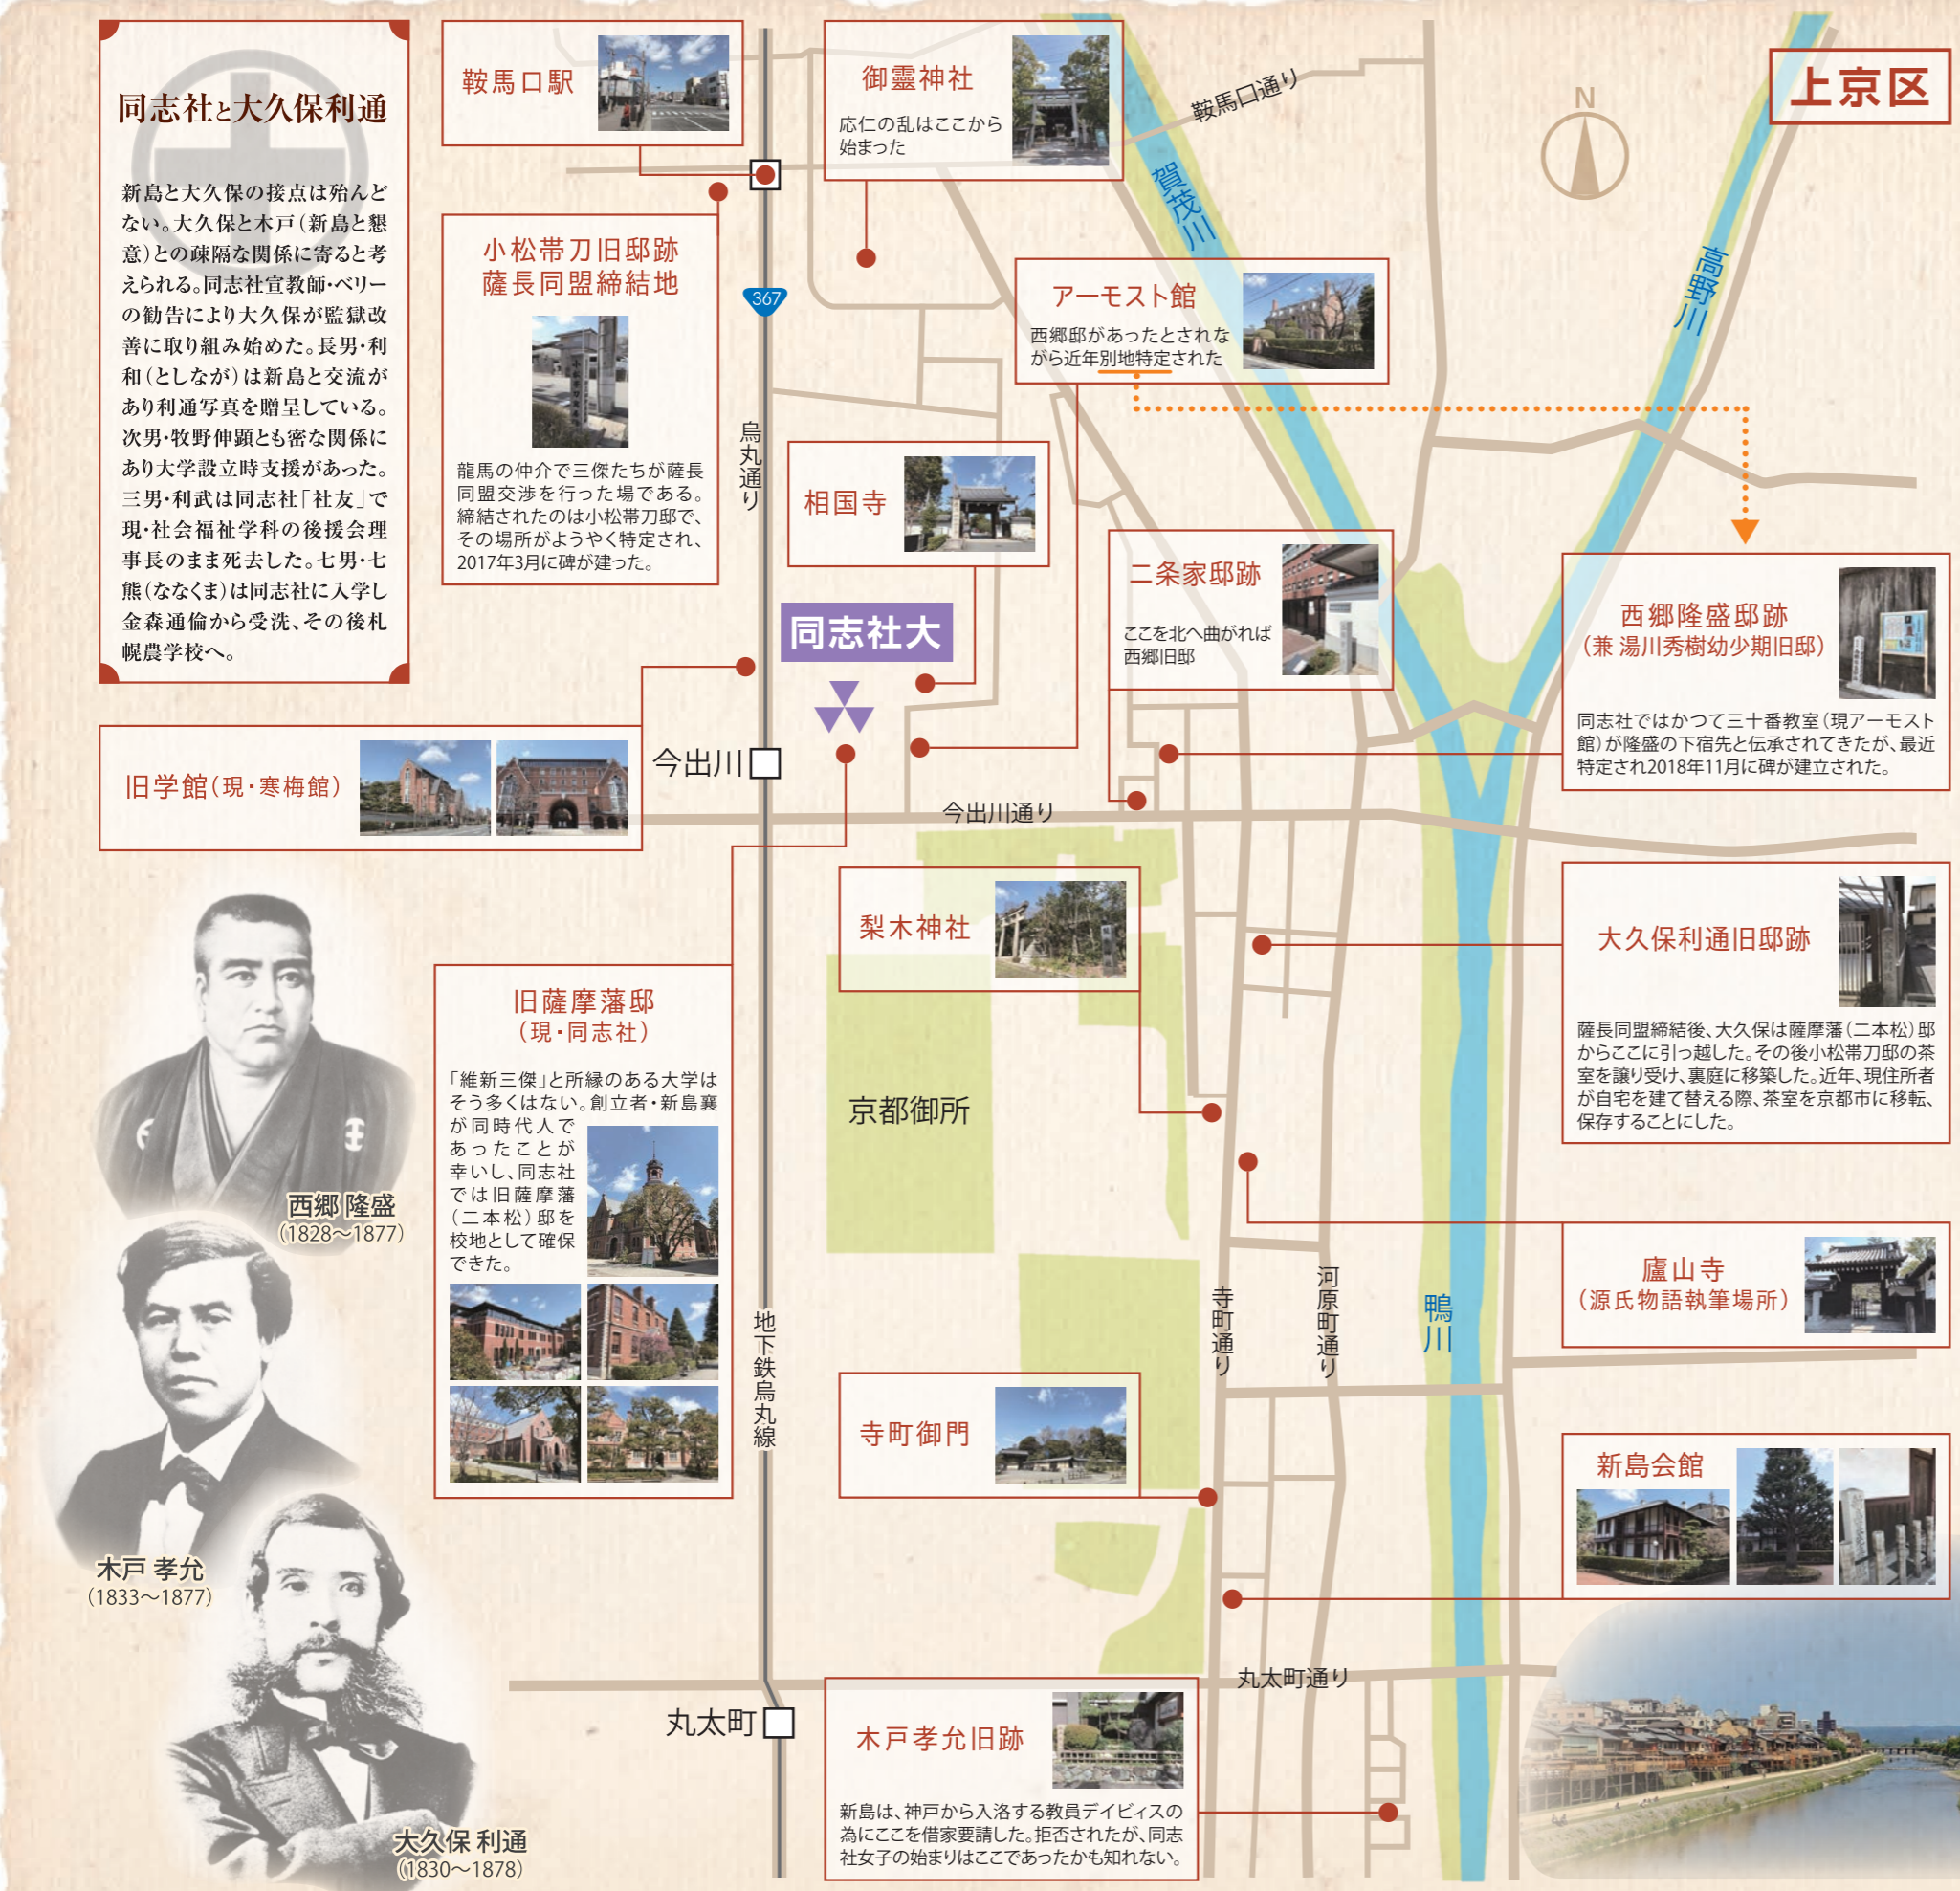 同志社と大久保利通
新島と大久保の接点は殆んど
ない。大久保と木戸（新島と懇
意）との疎隔な関係に寄ると考
えられる。同志社宣教師・ベリー
の勧告により大久保が監獄改
善に取り組み始めた。長男・利
和（としなが）は新島と交流が
あり利通写真を贈呈している。
次男・牧野伸顕とも密な関係に
あり大学設立時支援があった。
三男・利武は同志社「社友」で
現・社会福祉学科の後援会理
事長のまま死去した。七男・七
熊（ななくま）は同志社に入学し
金森通倫から受洗、その後札
幌農学校へ。
鞍馬口駅
御靈神社
応仁の乱はここから
始まった
鞍馬口通り
上京区
N
賀茂川
高野川
小松帯刀旧邸跡
薩長同盟締結地
龍馬の仲介で三傑たちが薩長
同盟交渉を行った場である。
締結されたのは小松帯刀邸で、
その場所がようやく特定され、
2017年3月に碑が建った。
367
烏丸通り
アーモスト館
西郷邸があったとされな
がら近年別地特定された
相国寺
二条家邸跡
ここを北へ曲がれば
西郷旧邸
西郷隆盛邸跡
（兼 湯川秀樹幼少期旧邸）
同志社ではかつて三十番教室（現アーモスト
館）が隆盛の下宿先と伝承されてきたが、最近
特定され2018年11月に碑が建立された。
同志社大
旧学館（現・寒梅館）
今出川
今出川通り
梨木神社
大久保利通旧邸跡
薩長同盟締結後、大久保は薩摩藩（二本松）邸
からここに引っ越した。その後小松帯刀邸の茶
室を譲り受け、裏庭に移築した。近年、現住所者
が自宅を建て替える際、茶室を京都市に移転、
保存することにした。
旧薩摩藩邸
（現・同志社）
「維新三傑」と所縁のある大学は
そう多くはない。創立者・新島襄
が同時代人で
あったことが
幸いし、同志社
では旧薩摩藩
（二本松）邸を
校地として確保
できた。
京都御所
西郷 隆盛
（1828〜1877）
廬山寺
（源氏物語執筆場所）
寺町通り
河原町通り
鴨川
地下鉄烏丸線
寺町御門
新島会館
木戸 孝允
（1833〜1877）
丸太町通り
丸太町
木戸孝允旧跡
新島は、神戸から入洛する教員デイビィスの
為にここを借家要請した。拒否されたが、同志
社女子の始まりはここであったかも知れない。
大久保 利通
（1830〜1878）